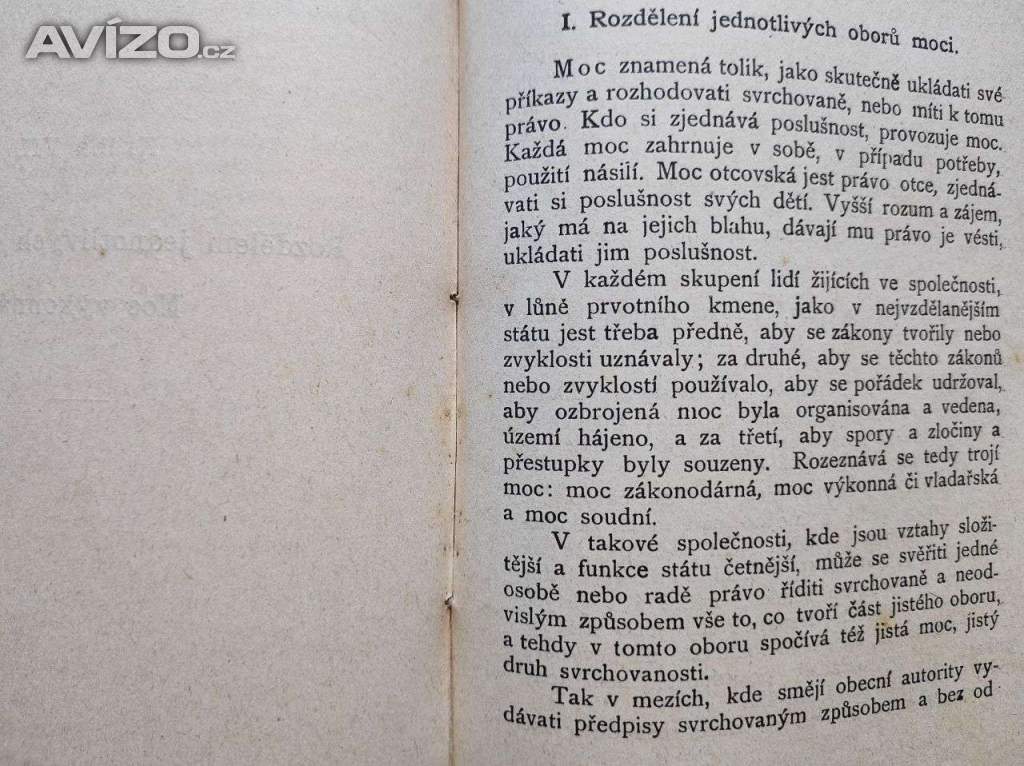 AVÍZO.cz
I. Rozdělení jednotlivých oborů moci.
Moc znamená tolik, jako skutečně ukládati své
příkazy a rozhodovati svrchovaně, nebo míti k tomu
právo. Kdo si zjednává poslušnost, provozuje moc.
Každá moc zahrnuje v sobě, v případu potřeby,
použití násilí. Moc otcovská jest právo otce, zjedná-
vati si poslušnost svých dětí. Vyšší rozum a zájem,
jaký má na jejich blahu, dávají mu právo je vésti,
ukládati jim poslušnost.
V každém skupení lidí žijících ve společnosti,
v lůně prvotního kmene, jako v nejvzdělanějším
státu jest třeba předně, aby se zákony tvořily nebo
zvyklosti uznávaly; za druhé, aby se těchto zákonů
nebo zvyklostí používalo, aby se pořádek udržoval,
aby ozbrojená moc byla organisována a vedena,
území hájeno, a za třetí, aby spory a zločiny a
přestupky byly souzeny. Rozeznává se tedy trojí
moc: moc zákonodárná, moc výkonná či vladařská
a moc soudní.
V takové společnosti, kde jsou vztahy slozi-
tější a funkce státu četnější, může se svěřiti jedné
osobě nebo radě právo říditi svrchovaně a neod-
vislým způsobem vše to, co tvoří část jistého oboru,
a tehdy v tomto oboru spočívá též jistá moc, jistý
druh svrchovanosti.
Tak v mezích, kde smějí obecní autority vy-
dávati předpisy svrchovaným způsobem a bez od